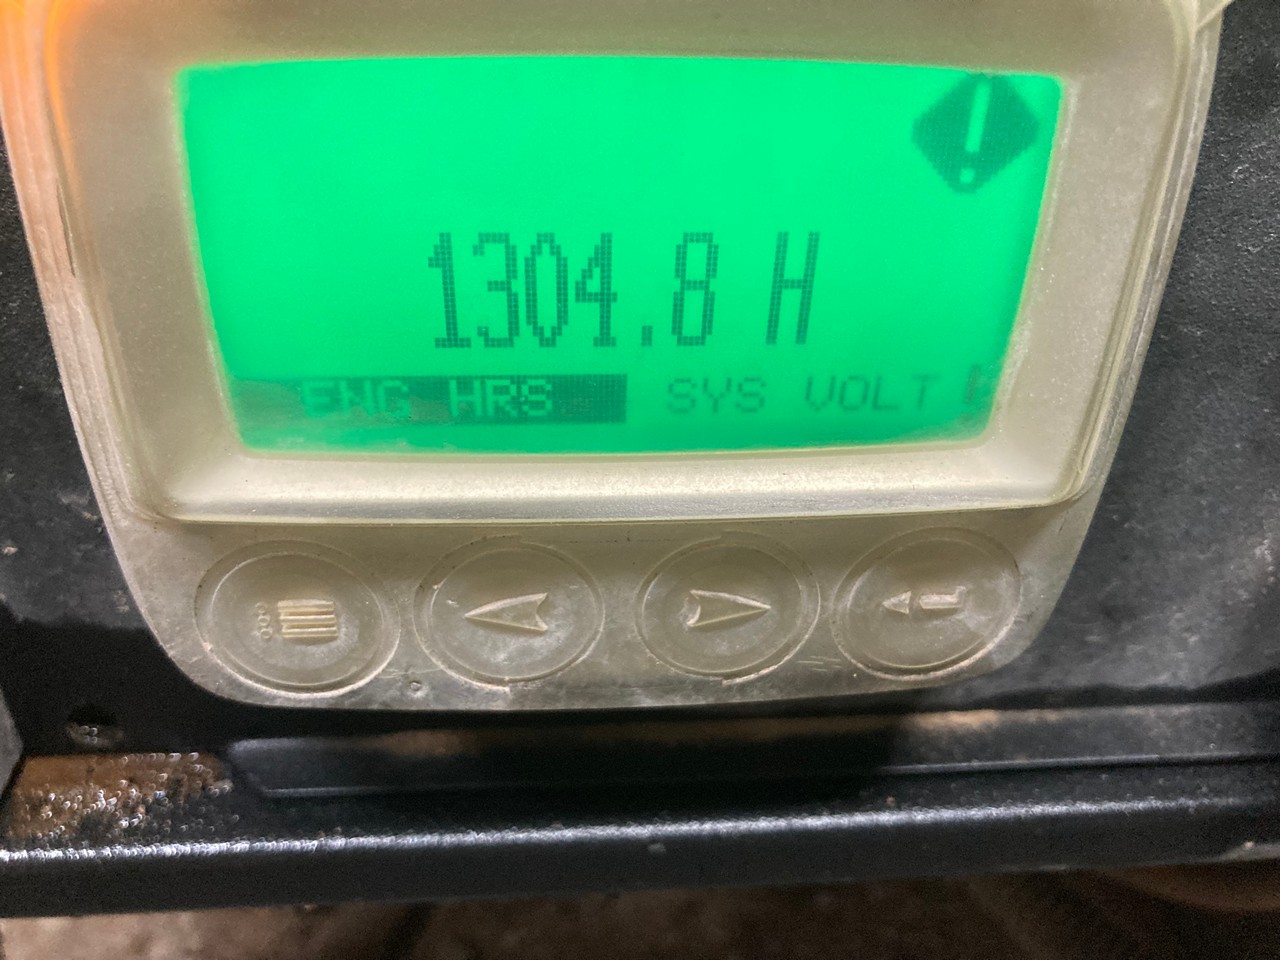 1304.8 H
ENG HRS SYS VOLT